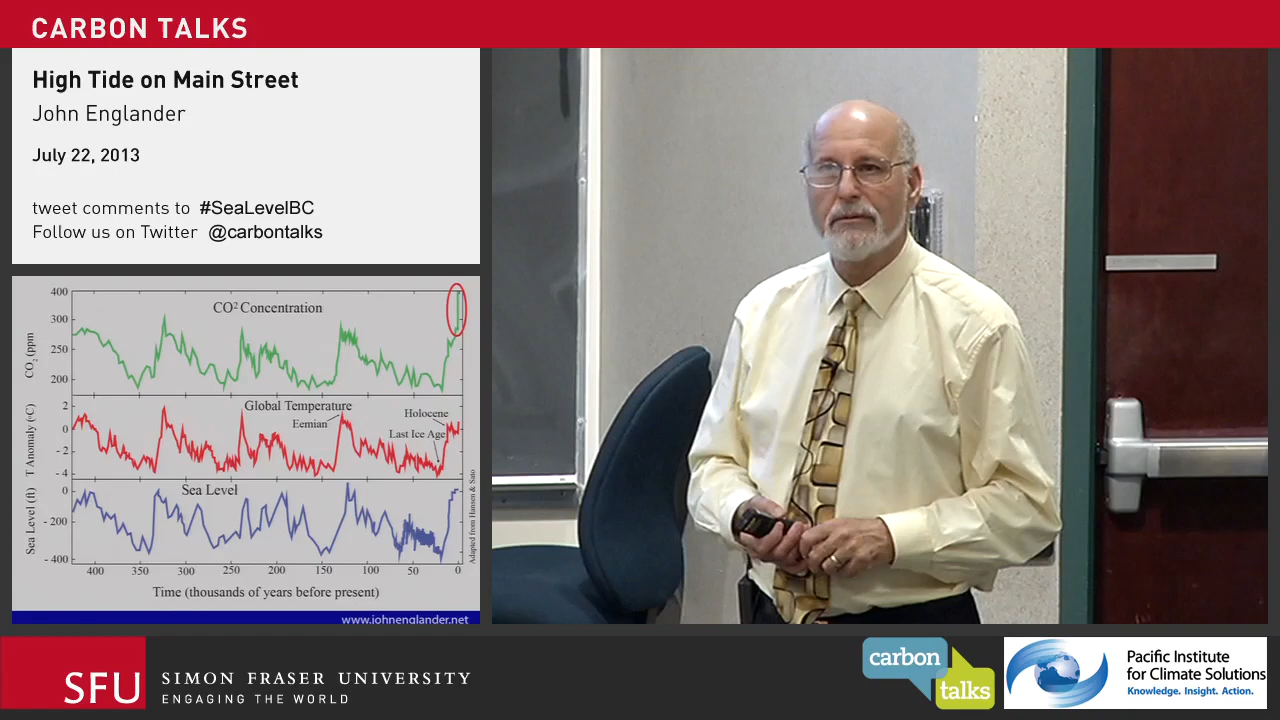 CARBON TALKS
High Tide on Main Street
John Englander
July 22, 2013
tweet comments to #SeaLevelBC
Follow us on Twitter @carbontalks
CO2 Concentration
400
300
250
200
CO2 (ppm
Global Temperature
Eemian
Holocene
Last Ice Age
2
0
- 2
- 4
T Anomaly (°C)
Sea Level
0
- 200
- 400
Sea Level (ft)
Adapted from Hansen & Sato
400 350 300 250 200 150 100 50 0
Time (thousands of years before present)
www.johnenglander.net
SFU SIMON FRASER UNIVERSITY
ENGAGING THE WORLD
carbon
talks
Pacific Institute
for Climate Solutions
Knowledge. Insight. Action.